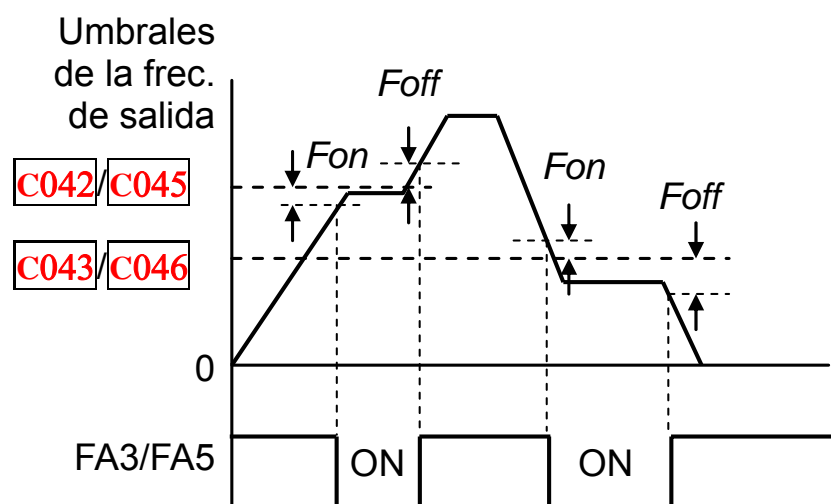 Umbrales
de la frec.
de salida
Foff
Fon
C042/C045
Fon
Foff
C043/C046
0
FA3/FA5
ON
ON